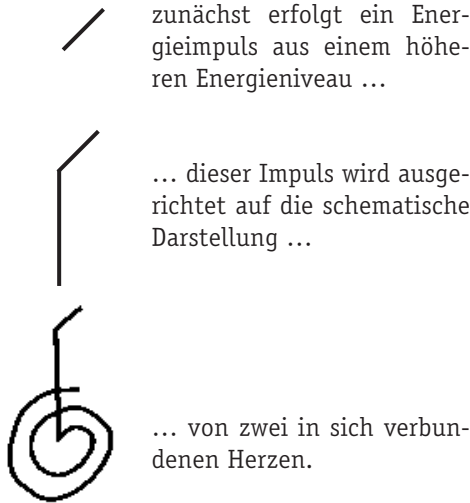 zunächst erfolgt ein Ener-
gieimpuls aus einem höhe-
ren Energieniveau ...
... dieser Impuls wird ausge-
richtet auf die schematische
Darstellung ...
... von zwei in sich verbun-
denen Herzen.